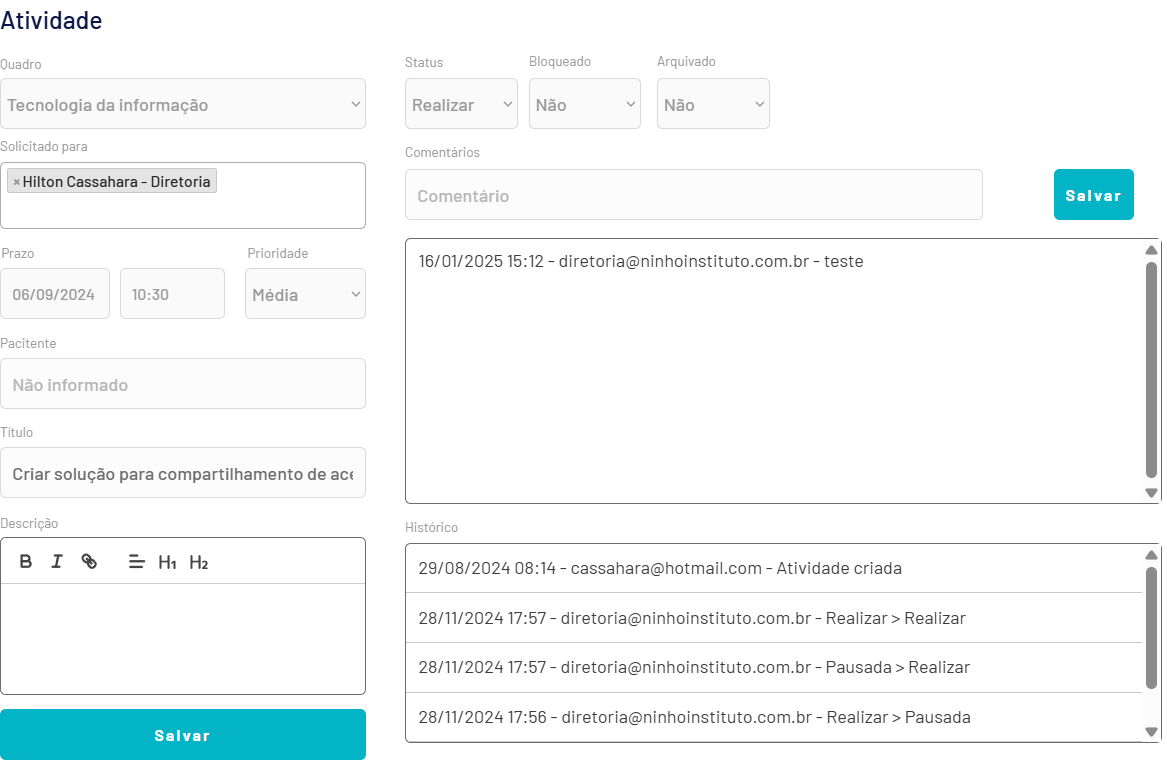 Atividade
Quadro
Tecnologia da informação
Solicitado para
×Hilton Cassahara - Diretoria
Prazo
Prioridade
06/09/2024
10:30
Média
Pacitente
Não informado
Título
Criar solução para compartilhamento de ace
Descrição
B I H1 H2
Salvar
Status
Bloqueado
Arquivado
Realizar
Não
Não
Comentários
Comentário
Salvar
16/01/2025 15:12 - diretoria@ninhoinstituto.com.br - teste
Histórico
29/08/2024 08:14 - cassahara@hotmail.com - Atividade criada
28/11/2024 17:57 - diretoria@ninhoinstituto.com.br - Realizar > Realizar
28/11/2024 17:57 - diretoria@ninhoinstituto.com.br - Pausada > Realizar
28/11/2024 17:56 - diretoria@ninhoinstituto.com.br - Realizar > Pausada